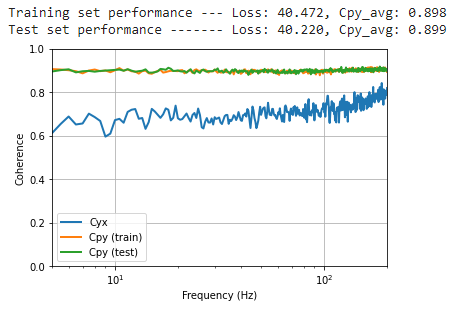 Training set performance --- Loss: 40.472, Cpy_avg: 0.898
Test set performance ------- Loss: 40.220, Cpy_avg: 0.899
1.0
0.8
0.6
0.4
0.2
0.0
Coherence
Cyx
Cpy (train)
Cpy (test)
10¹
10²
Frequency (Hz)